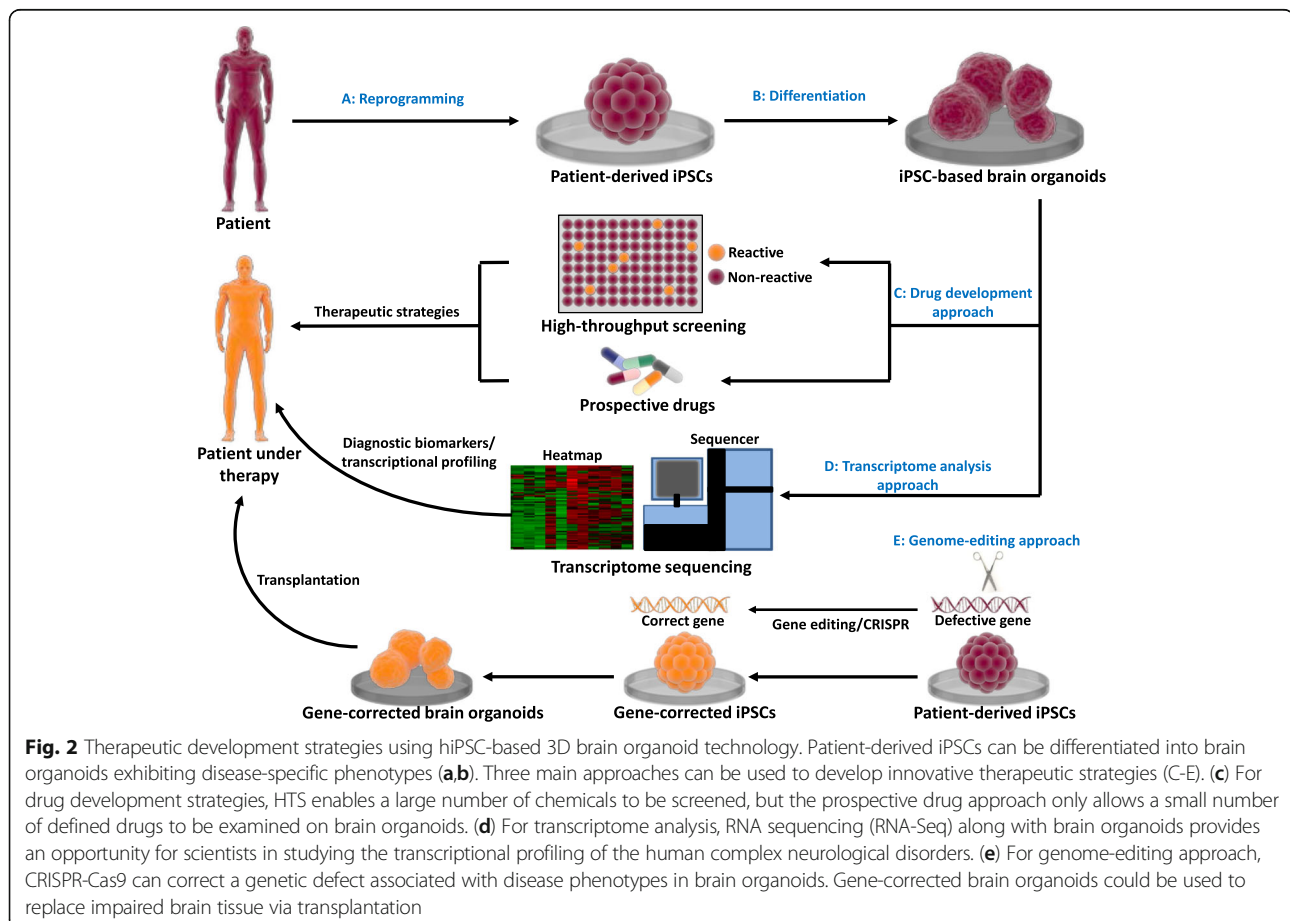 A: Reprogramming
B: Differentiation
Patient
Patient-derived iPSCs
iPSC-based brain organoids
Reactive
Non-reactive
High-throughput screening
C: Drug development
approach
Therapeutic strategies
Prospective drugs
Patient under
therapy
Diagnostic biomarkers/
transcriptional profiling
Heatmap
Sequencer
Transcriptome sequencing
D: Transcriptome analysis
approach
E: Genome-editing approach
Transplantation
Correct gene
Gene editing/CRISPR
Defective gene
Gene-corrected brain organoids
Gene-corrected iPSCs
Patient-derived iPSCs
Fig. 2 Therapeutic development strategies using hiPSC-based 3D brain organoid technology. Patient-derived iPSCs can be differentiated into brain
organoids exhibiting disease-specific phenotypes (a,b). Three main approaches can be used to develop innovative therapeutic strategies (C-E). (c) For
drug development strategies, HTS enables a large number of chemicals to be screened, but the prospective drug approach only allows a small number
of defined drugs to be examined on brain organoids. (d) For transcriptome analysis, RNA sequencing (RNA-Seq) along with brain organoids provides
an opportunity for scientists in studying the transcriptional profiling of the human complex neurological disorders. (e) For genome-editing approach,
CRISPR-Cas9 can correct a genetic defect associated with disease phenotypes in brain organoids. Gene-corrected brain organoids could be used to
replace impaired brain tissue via transplantation